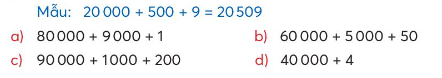 Mẫu: 20 000 + 500 + 9 = 20 509
a) 80 000 + 9 000 + 1 b) 60 000 + 5 000 + 50
c) 90 000 + 1000 + 200 d) 40 000 + 4